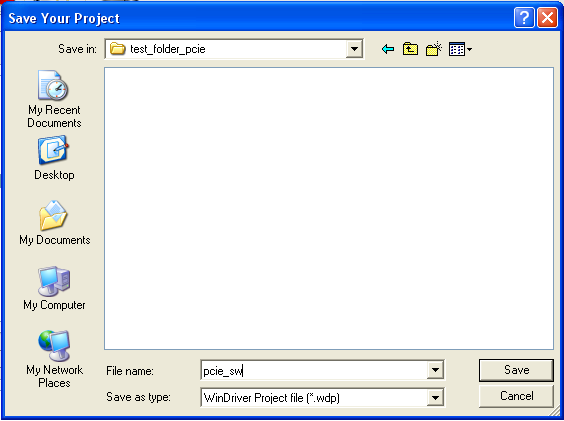 Save Your Project
Save in:
test_folder_pcie
My Recent
Documents
Desktop
My Documents
My Computer
My Network
Places
File name:
pcie_sw
Save
Save as type:
WinDriver Project file (*.wdp)
Cancel